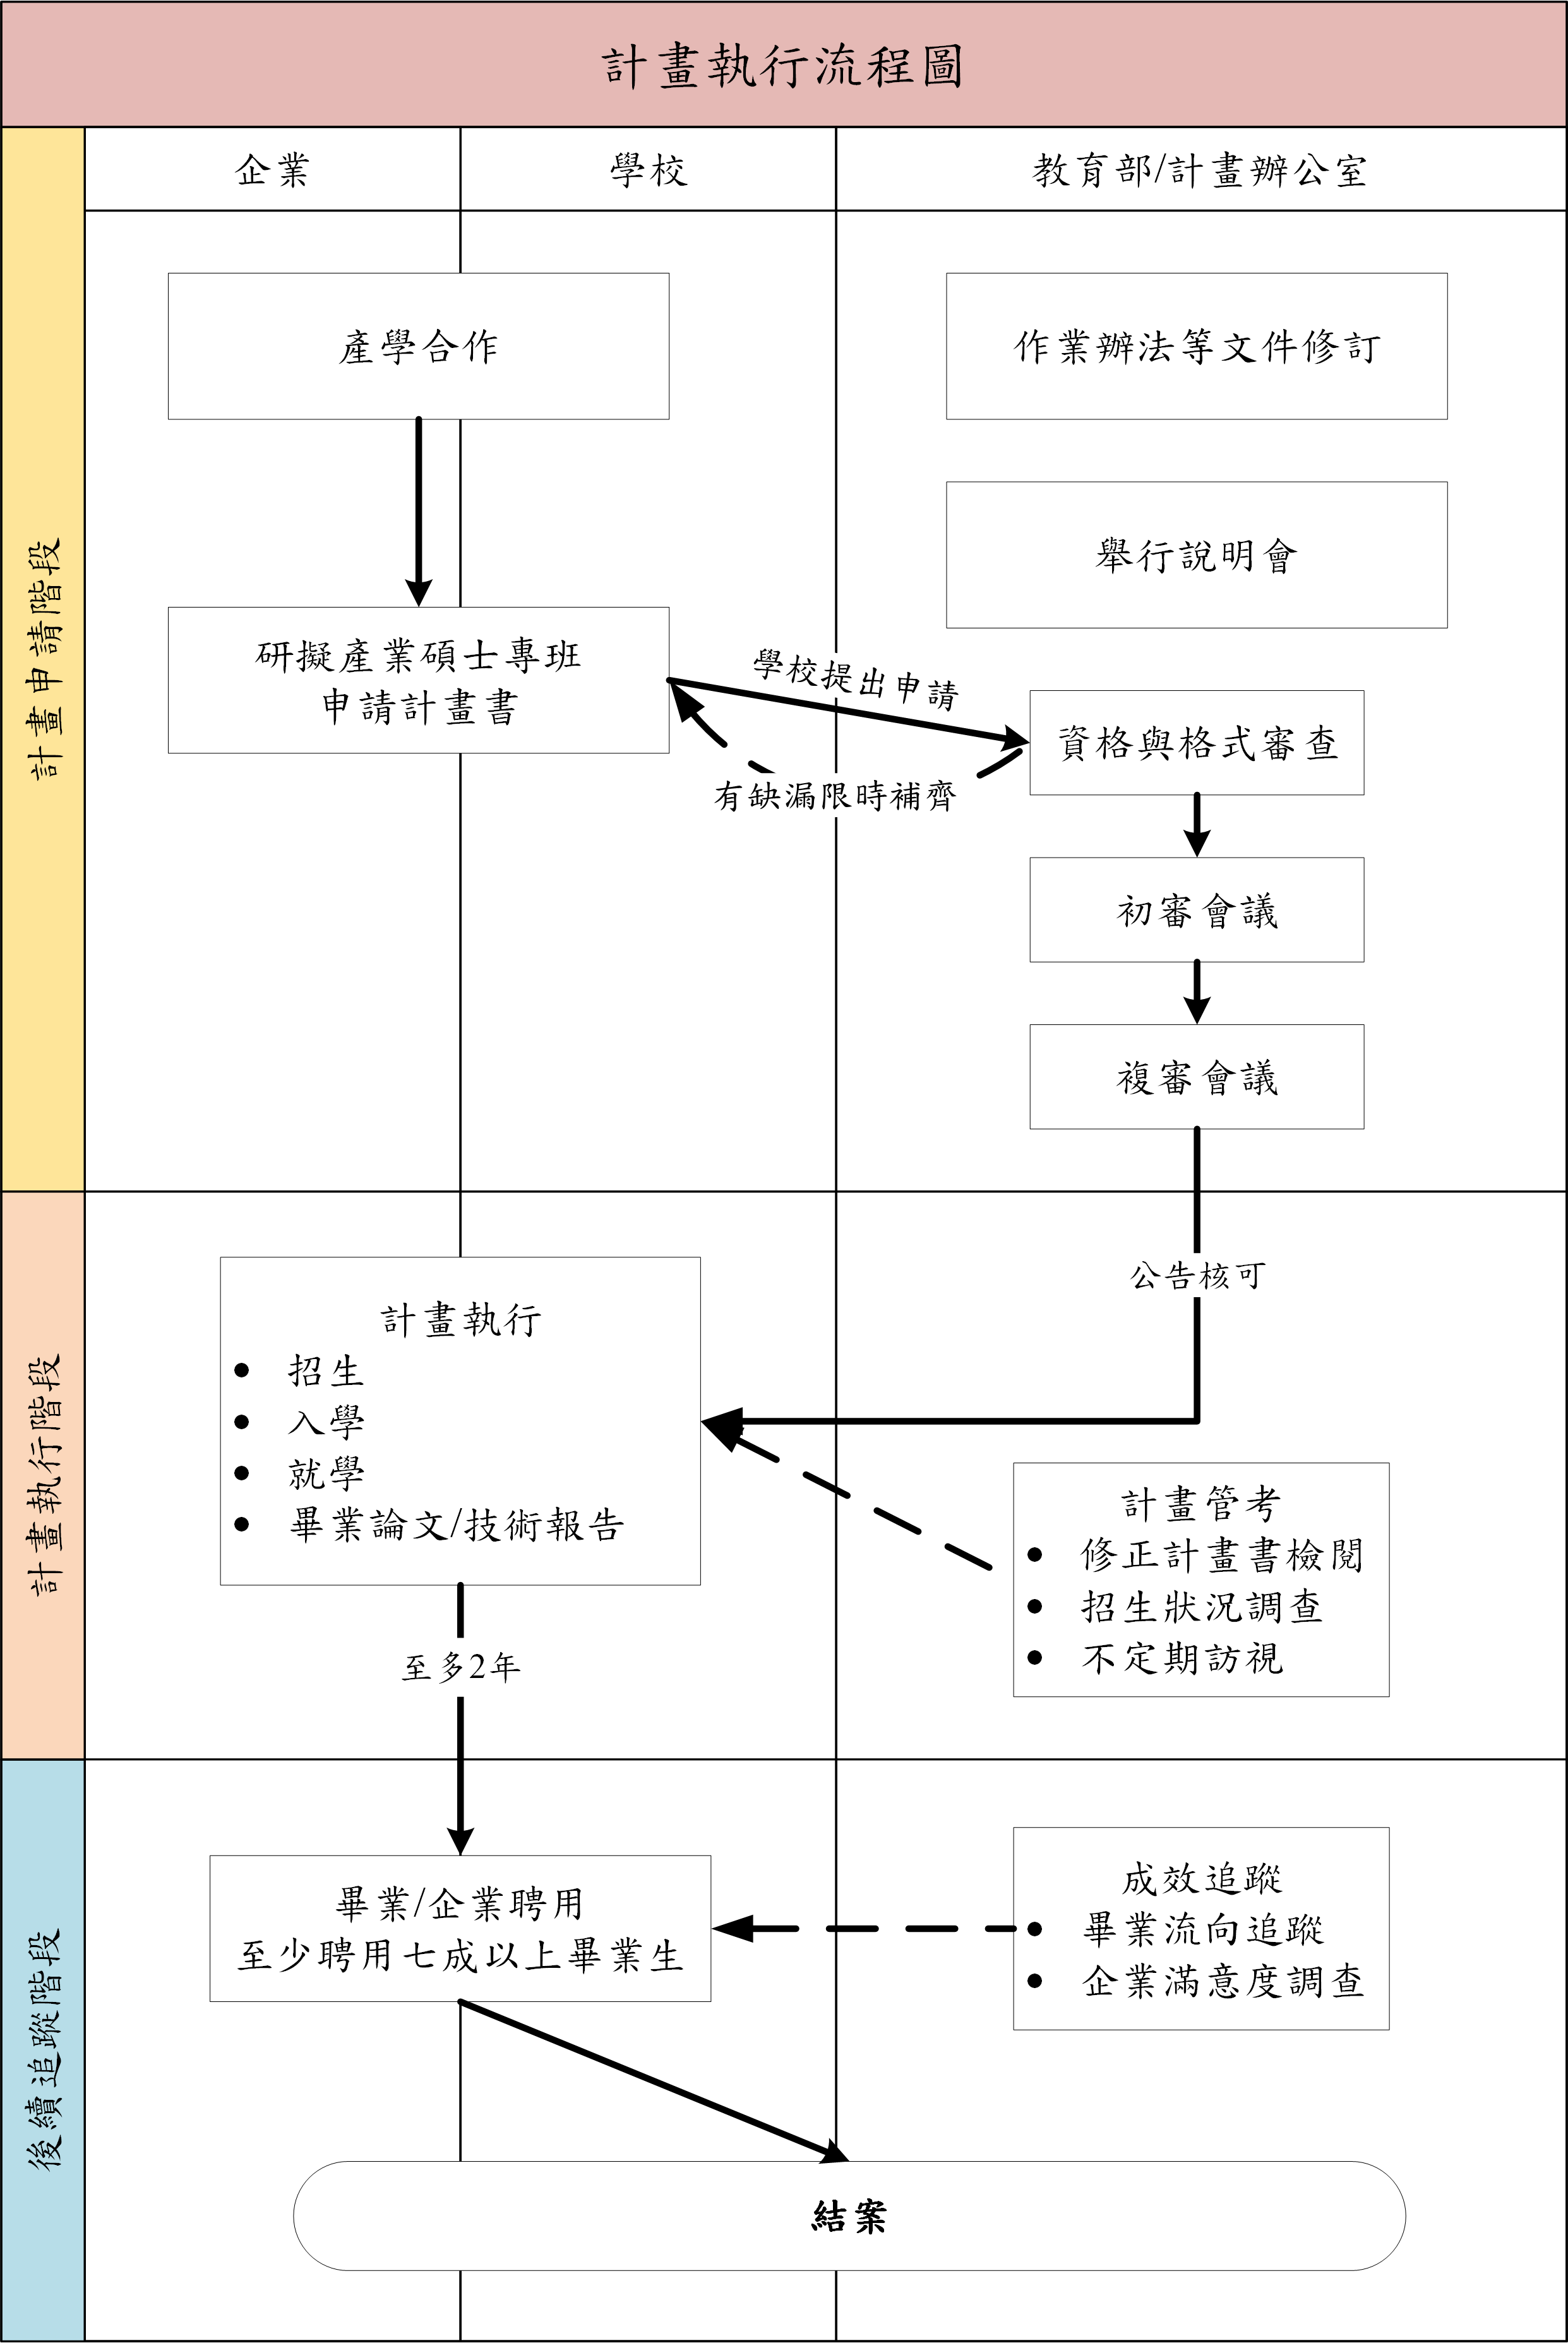 計畫執行流程圖
企業
學校
教育部/計畫辦公室
計畫申請階段
產學合作
作業辦法等文件修訂
舉行說明會
研擬產業碩士專班
申請計畫書
學校提出申請
資格與格式審查
有缺漏限時補齊
初審會議
複審會議
計畫執行階段
公告核可
計畫執行
• 招生
• 入學
• 就學
• 畢業論文/技術報告
計畫管考
• 修正計畫書檢閱
• 招生狀況調查
• 不定期訪視
至多2年
後續追蹤階段
畢業/企業聘用
至少聘用七成以上畢業生
成效追蹤
• 畢業流向追蹤
• 企業滿意度調查
結案